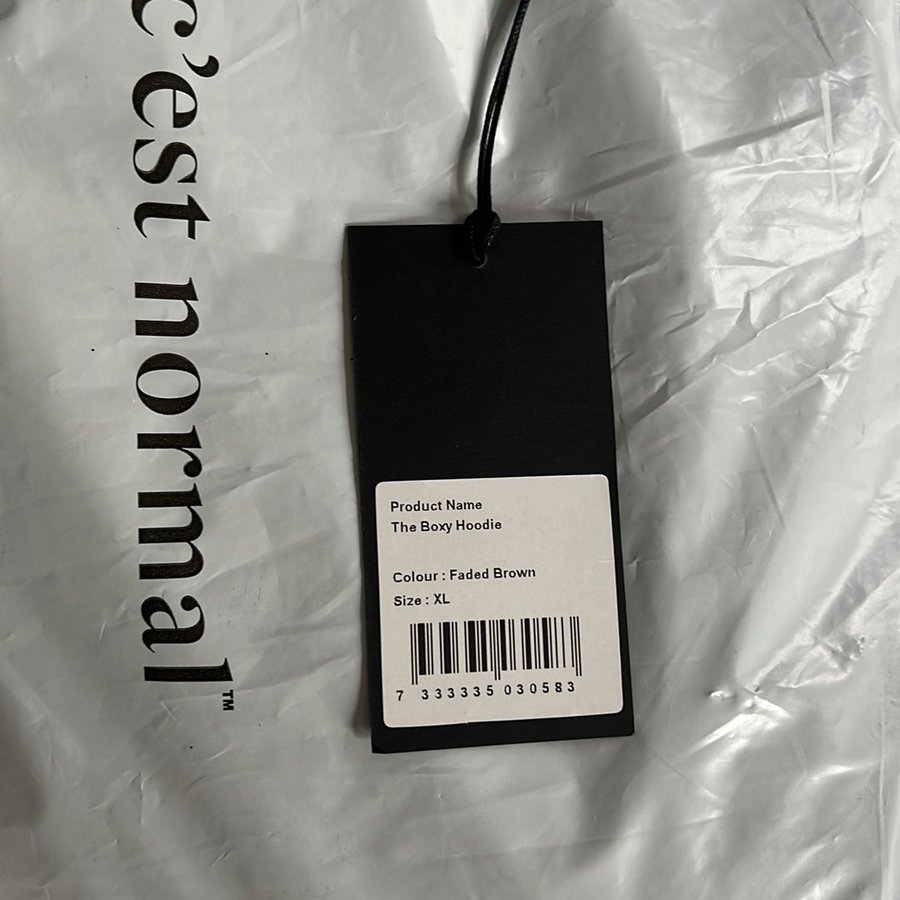 c’est normal™
Product Name
The Boxy Hoodie
Colour : Faded Brown
Size : XL
7 333335 030583